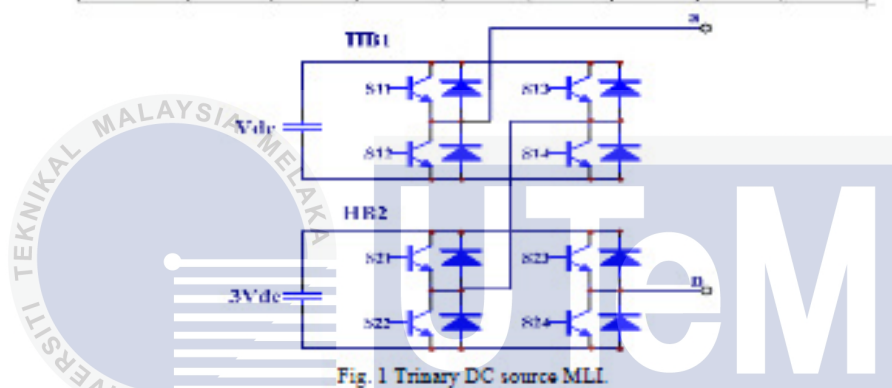 a
HB1
S11
S13
Vdc
S12
S14
HB2
S21
S23
3Vdc
n
S22
S24
Fig. 1 Trinary DC source MLI.
UTeM
TEKNIKAL MALAYSIA MELAKA